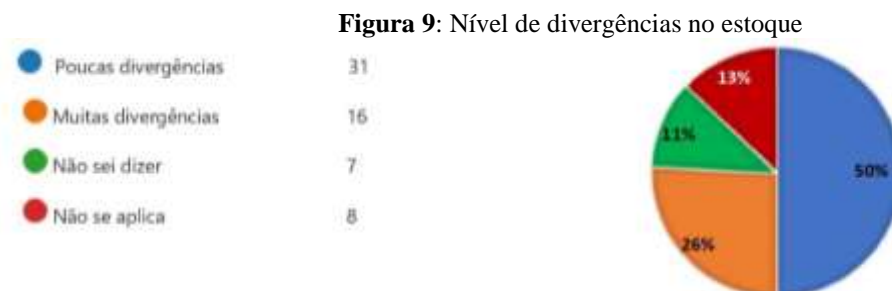 Figura 9: Nível de divergências no estoque
Poucas divergências 31
Muitas divergências 16
Não sei dizer 7
Não se aplica 8
13%
11%
50%
26%